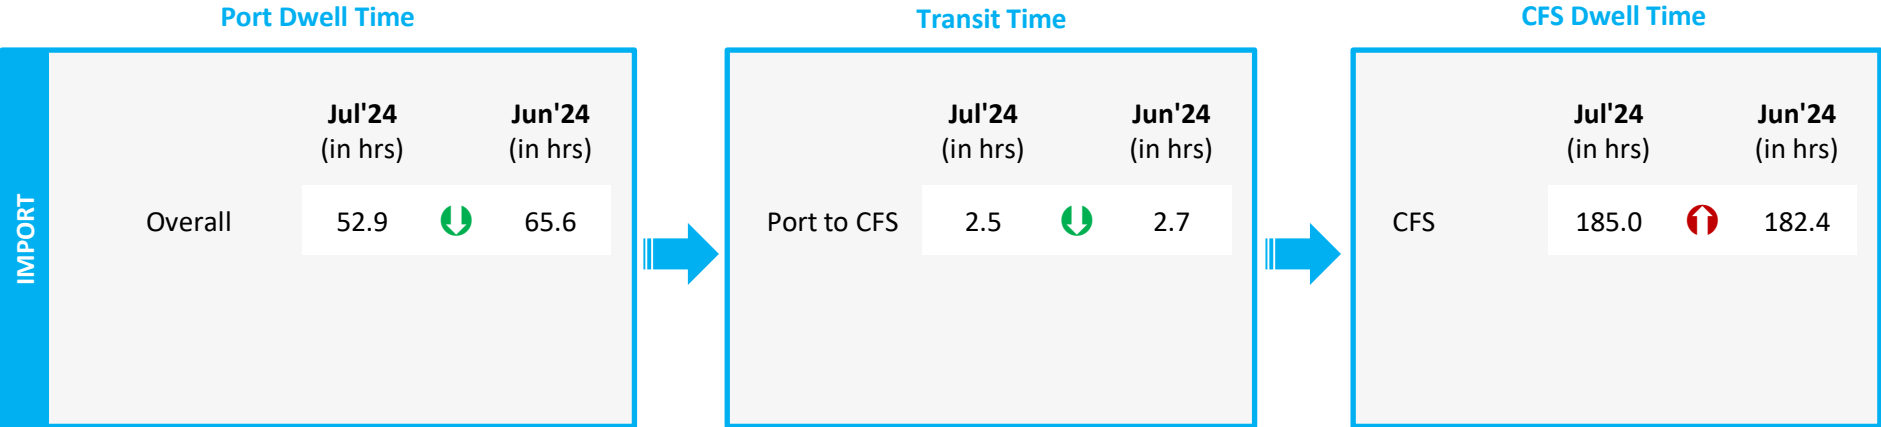 Port Dwell Time
Transit Time
CFS Dwell Time
IMPORT
Jul'24 Jun'24
(in hrs) (in hrs)
Overall 52.9 65.6
Jul'24 Jun'24
(in hrs) (in hrs)
Port to CFS 2.5 2.7
Jul'24 Jun'24
(in hrs) (in hrs)
CFS 185.0 182.4